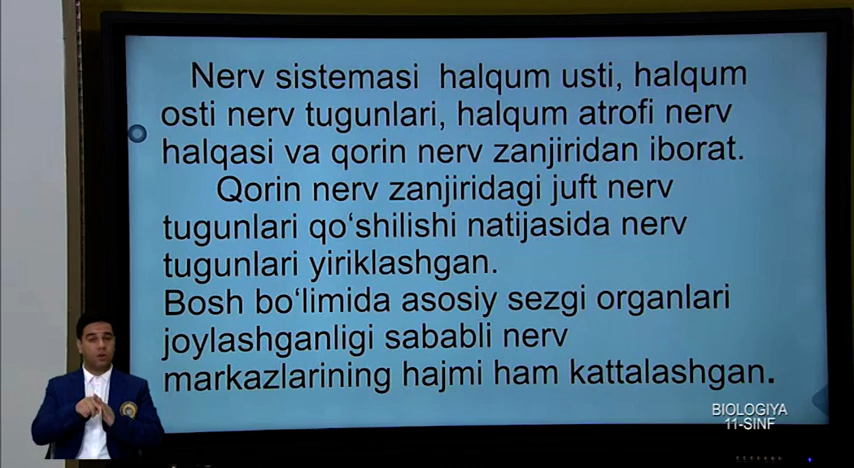 Nerv sistemasi halqum usti, halqum
osti nerv tugunlari, halqum atrofi nerv
halqasi va qorin nerv zanjiridan iborat.
Qorin nerv zanjiridagi juft nerv
tugunlari qo‘shilishi natijasida nerv
tugunlari yiriklashgan.
Bosh bo‘limida asosiy sezgi organlari
joylashganligi sababli nerv
markazlarining hajmi ham kattalashgan.
BIOLOGIYA
11-SINF